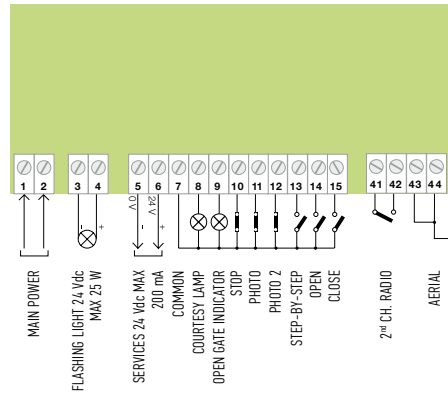 1 2 3 4 5 6 7 8 9 10 11 12 13 14 15 41 42 43 44
- +
0 V
24 V
- +
MAIN POWER
FLASHING LIGHT 24 Vdc
MAX 25 W
SERVICES 24 Vdc MAX
200 mA
COMMON
COURTESY LAMP
OPEN GATE INDICATOR
STOP
PHOTO
PHOTO 2
STEP-BY-STEP
OPEN
CLOSE
2nd CH. RADIO
AERIAL